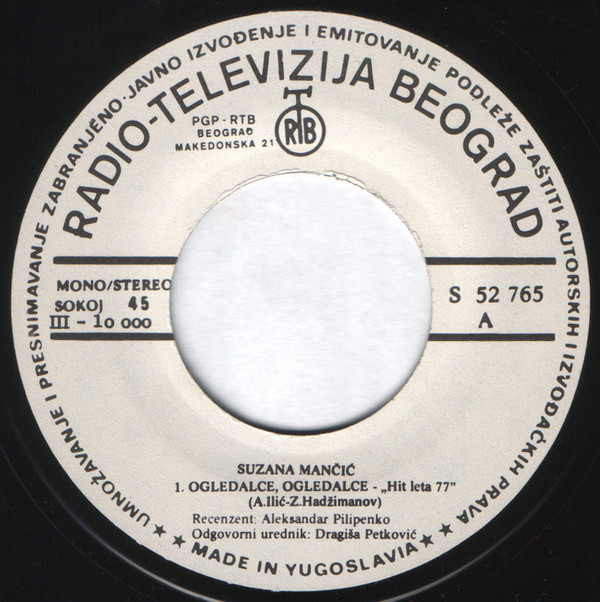 UMNOŽAVANJE I PRESNIMAVANJE ZABRANJENO · JAVNO IZVOĐENJE I EMITOVANJE PODLEŽE ZAŠTITI AUTORSKIH I IZVOĐAČKIH PRAVA
RADIO-TELEVIZIJA BEOGRAD
PGP - RTB
BEOGRAD
MAKEDONSKA 21
RTB
MONO/STEREO
SOKOJ 45
III - 10 000
S 52 765
A
SUZANA MANČIĆ
1. OGLEDALCE, OGLEDALCE - „Hit leta 77"
(A.Ilić-Z.Hadžimanov)
Recenzent: Aleksandar Pilipenko
Odgovorni urednik: Dragiša Petković
★ ★ MADE IN YUGOSLAVIA ★ ★